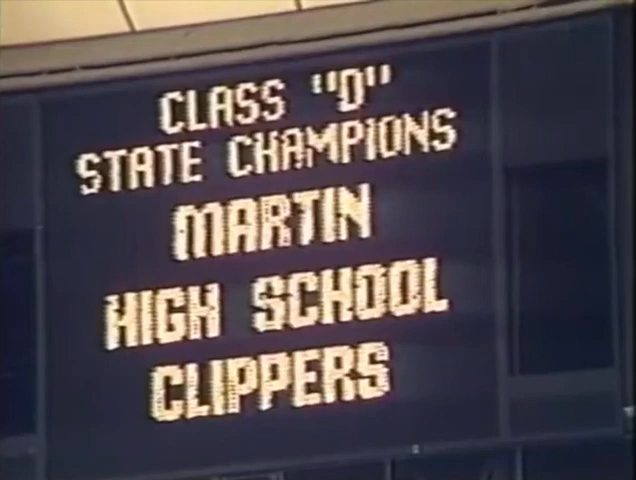 CLASS "D"
STATE CHAMPIONS
MARTIN
HIGH SCHOOL
CLIPPERS